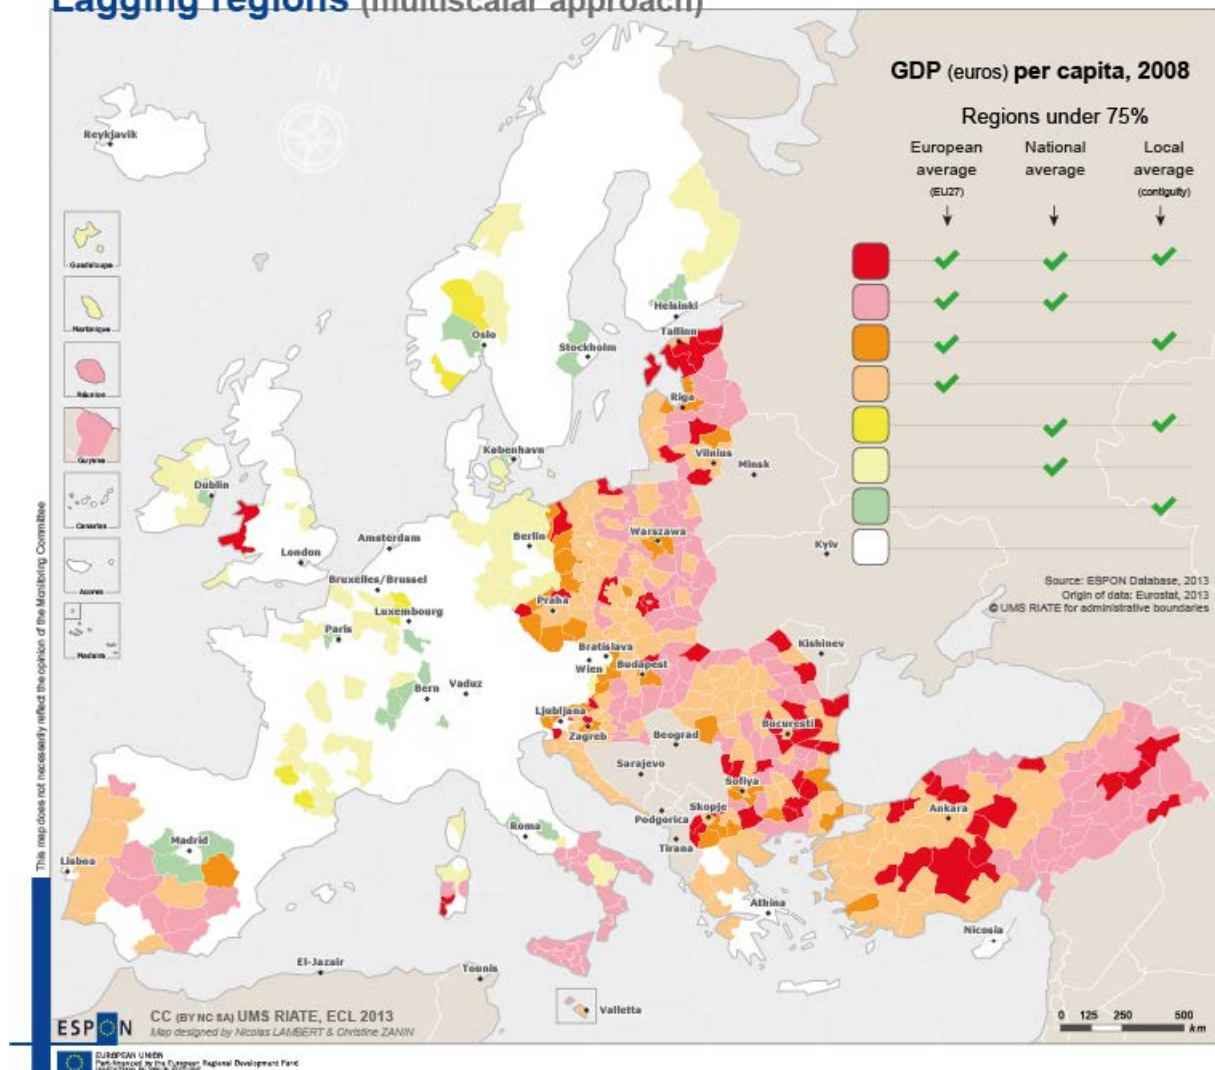 Lagging regions (multiscalar approach)
GDP (euros) per capita, 2008
Regions under 75%
European average (EU27)
National average
Local average (contiguity)
Source: ESPON Database, 2013
Origin of data: Eurostat, 2013
© UMS RIATE for administrative boundaries
Reykjavik
Guadeloupe
Martinique
Réunion
Guyane
Canarias
Acores
Madeira
Helsinki
Tallinn
Oslo
Stockholm
Riga
København
Vilnius
Minsk
Dublin
Berlin
Warszawa
Amsterdam
London
Kyiv
Bruxelles/Brussel
Praha
Luxembourg
Paris
Bratislava
Kishinev
Wien
Budapest
Bern
Vaduz
Ljubljana
Zagreb
Beograd
Bucuresti
Sarajevo
Sofiya
Skopje
Podgorica
Ankara
Roma
Madrid
Tirana
Lisboa
Athina
Nicosia
El-Jazair
Tounis
Valletta
N
This map does not necessarily reflect the opinion of the Monitoring Committee
0 125 250 500
km
ESPON
CC (BY NC SA) UMS RIATE, ECL 2013
Map designed by Nicolas LAMBERT & Christine ZANIN
EUROPEAN UNION
Part-financed by the European Regional Development Fund
INVESTING IN YOUR FUTURE